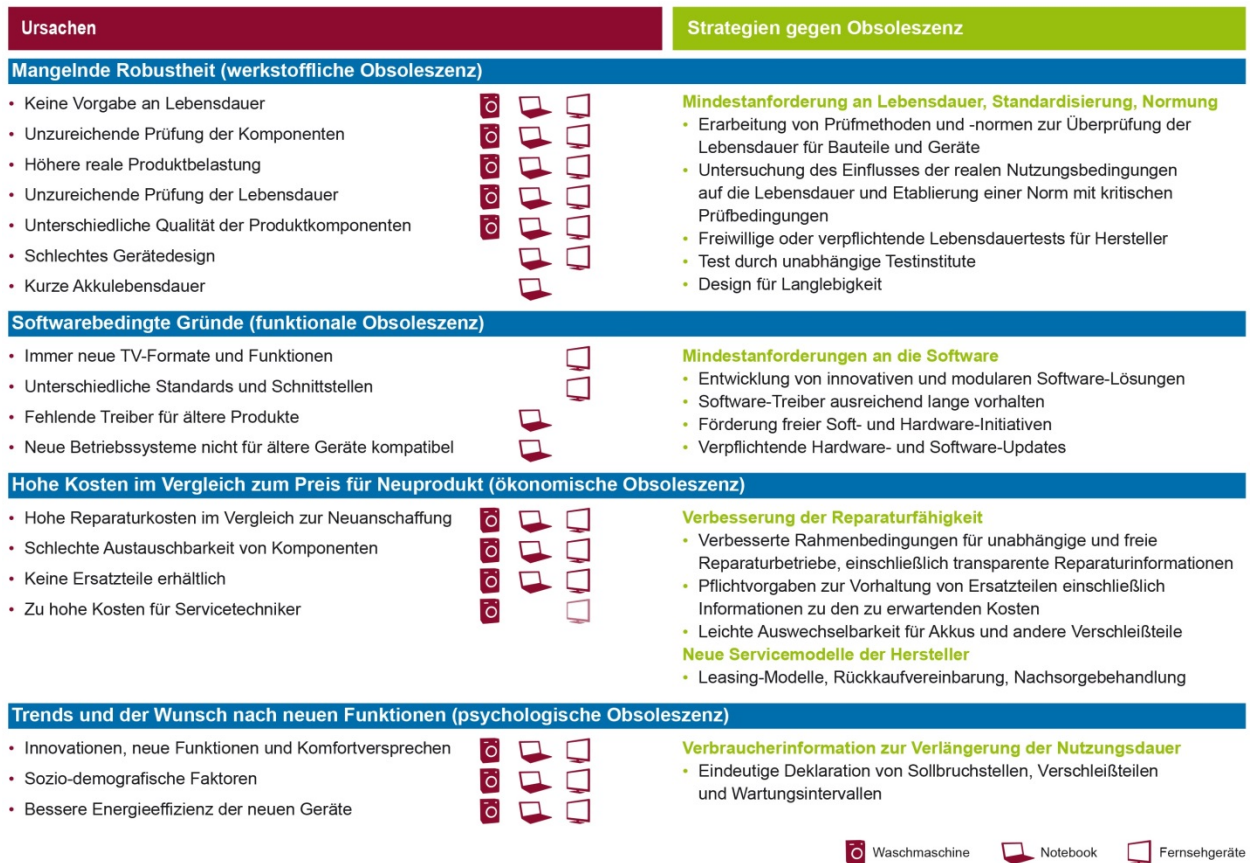 Ursachen
Strategien gegen Obsoleszenz
Mangelnde Robustheit (werkstoffliche Obsoleszenz)
• Keine Vorgabe an Lebensdauer
• Unzureichende Prüfung der Komponenten
• Höhere reale Produktbelastung
• Unzureichende Prüfung der Lebensdauer
• Unterschiedliche Qualität der Produktkomponenten
• Schlechtes Gerätedesign
• Kurze Akkulebensdauer
Mindestanforderung an Lebensdauer, Standardisierung, Normung
• Erarbeitung von Prüfmethoden und -normen zur Überprüfung der
Lebensdauer für Bauteile und Geräte
• Untersuchung des Einflusses der realen Nutzungsbedingungen
auf die Lebensdauer und Etablierung einer Norm mit kritischen
Prüfbedingungen
• Freiwillige oder verpflichtende Lebensdauertests für Hersteller
• Test durch unabhängige Testinstitute
• Design für Langlebigkeit
Softwarebedingte Gründe (funktionale Obsoleszenz)
• Immer neue TV-Formate und Funktionen
• Unterschiedliche Standards und Schnittstellen
• Fehlende Treiber für ältere Produkte
• Neue Betriebssysteme nicht für ältere Geräte kompatibel
Mindestanforderungen an die Software
• Entwicklung von innovativen und modularen Software-Lösungen
• Software-Treiber ausreichend lange vorhalten
• Förderung freier Soft- und Hardware-Initiativen
• Verpflichtende Hardware- und Software-Updates
Hohe Kosten im Vergleich zum Preis für Neuprodukt (ökonomische Obsoleszenz)
• Hohe Reparaturkosten im Vergleich zur Neuanschaffung
• Schlechte Austauschbarkeit von Komponenten
• Keine Ersatzteile erhältlich
• Zu hohe Kosten für Servicetechniker
Verbesserung der Reparaturfähigkeit
• Verbesserte Rahmenbedingungen für unabhängige und freie
Reparaturbetriebe, einschließlich transparente Reparaturinformationen
• Pflichtvorgaben zur Vorhaltung von Ersatzteilen einschließlich
Informationen zu den zu erwartenden Kosten
• Leichte Auswechselbarkeit für Akkus und andere Verschleißteile
Neue Servicemodelle der Hersteller
• Leasing-Modelle, Rückkaufvereinbarung, Nachsorgebehandlung
Trends und der Wunsch nach neuen Funktionen (psychologische Obsoleszenz)
• Innovationen, neue Funktionen und Komfortversprechen
• Sozio-demografische Faktoren
• Bessere Energieeffizienz der neuen Geräte
Verbraucherinformation zur Verlängerung der Nutzungsdauer
• Eindeutige Deklaration von Sollbruchstellen, Verschleißteilen
und Wartungsintervallen
Waschmaschine Notebook Fernsehgeräte